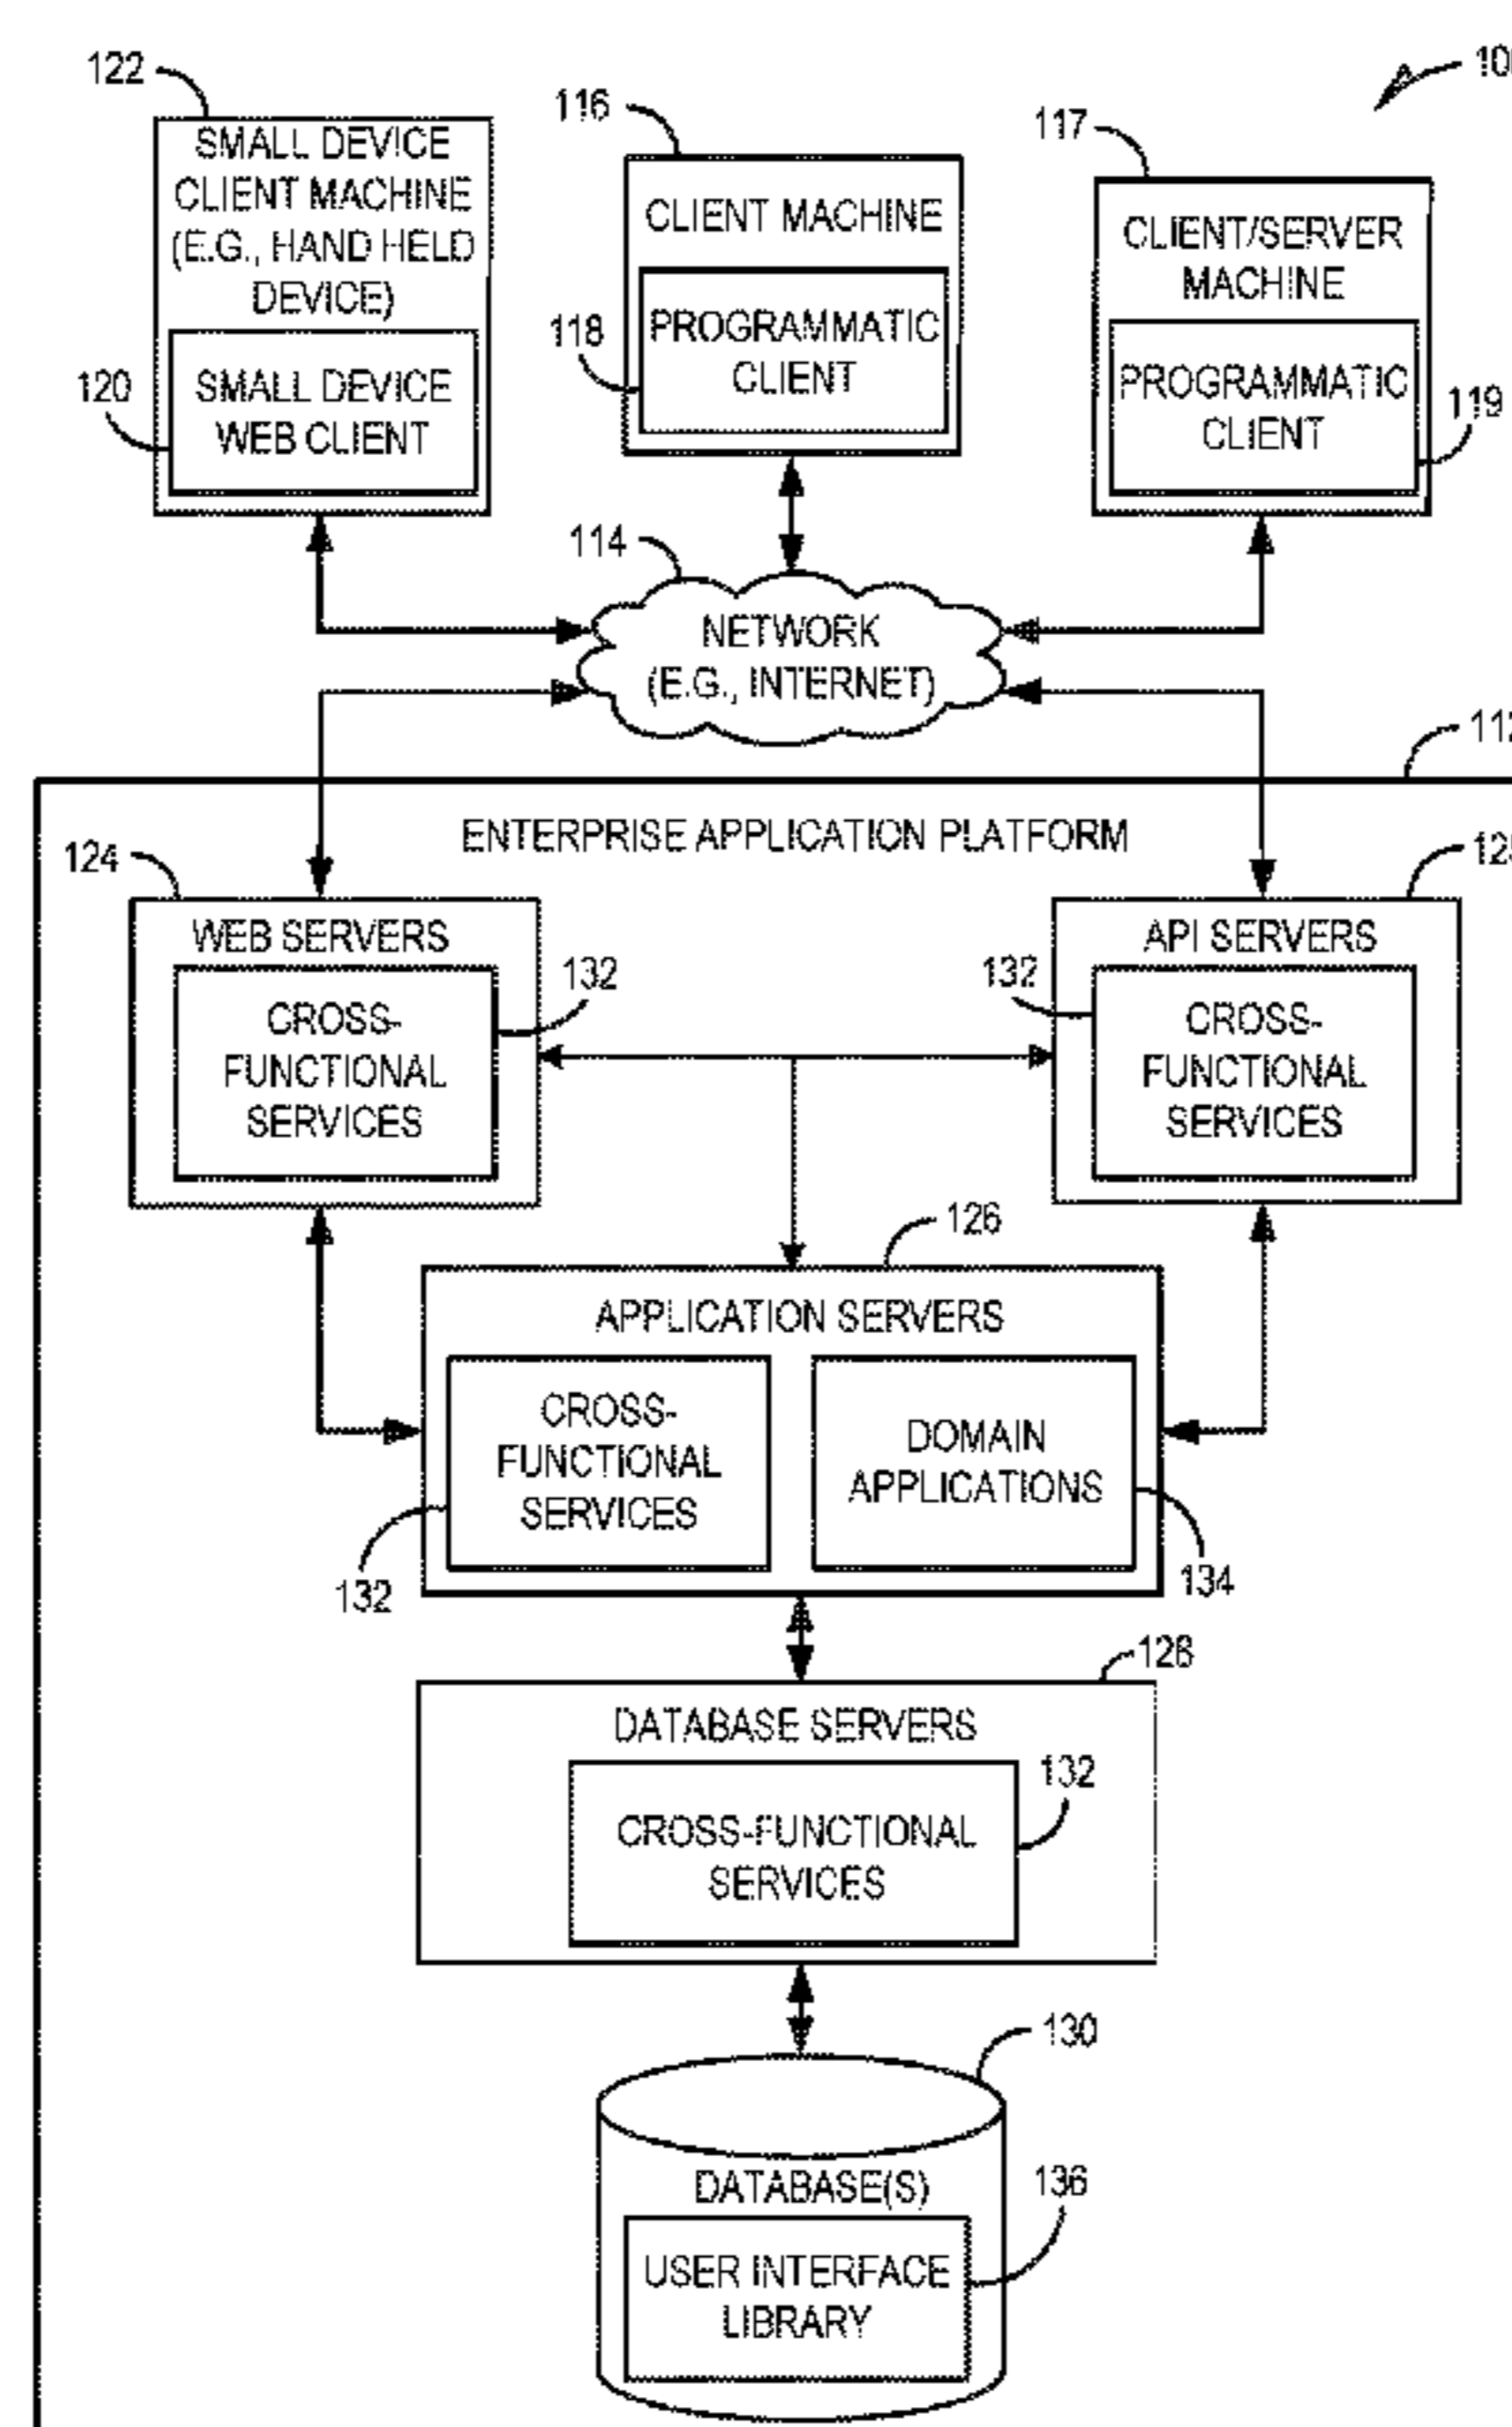 122
SMALL DEVICE
CLIENT MACHINE
(E.G., HAND HELD
DEVICE)
120
SMALL DEVICE
WEB CLIENT
116
CLIENT MACHINE
118
PROGRAMMATIC
CLIENT
117
CLIENT/SERVER
MACHINE
PROGRAMMATIC
CLIENT
119
114
NETWORK
(E.G., INTERNET)
ENTERPRISE APPLICATION PLATFORM
124
WEB SERVERS
CROSS-
FUNCTIONAL
SERVICES
132
API SERVERS
132
CROSS-
FUNCTIONAL
SERVICES
126
APPLICATION SERVERS
CROSS-
FUNCTIONAL
SERVICES
132
DOMAIN
APPLICATIONS
134
DATABASE SERVERS
132
CROSS-FUNCTIONAL
SERVICES
130
DATABASE(S)
136
USER INTERFACE
LIBRARY